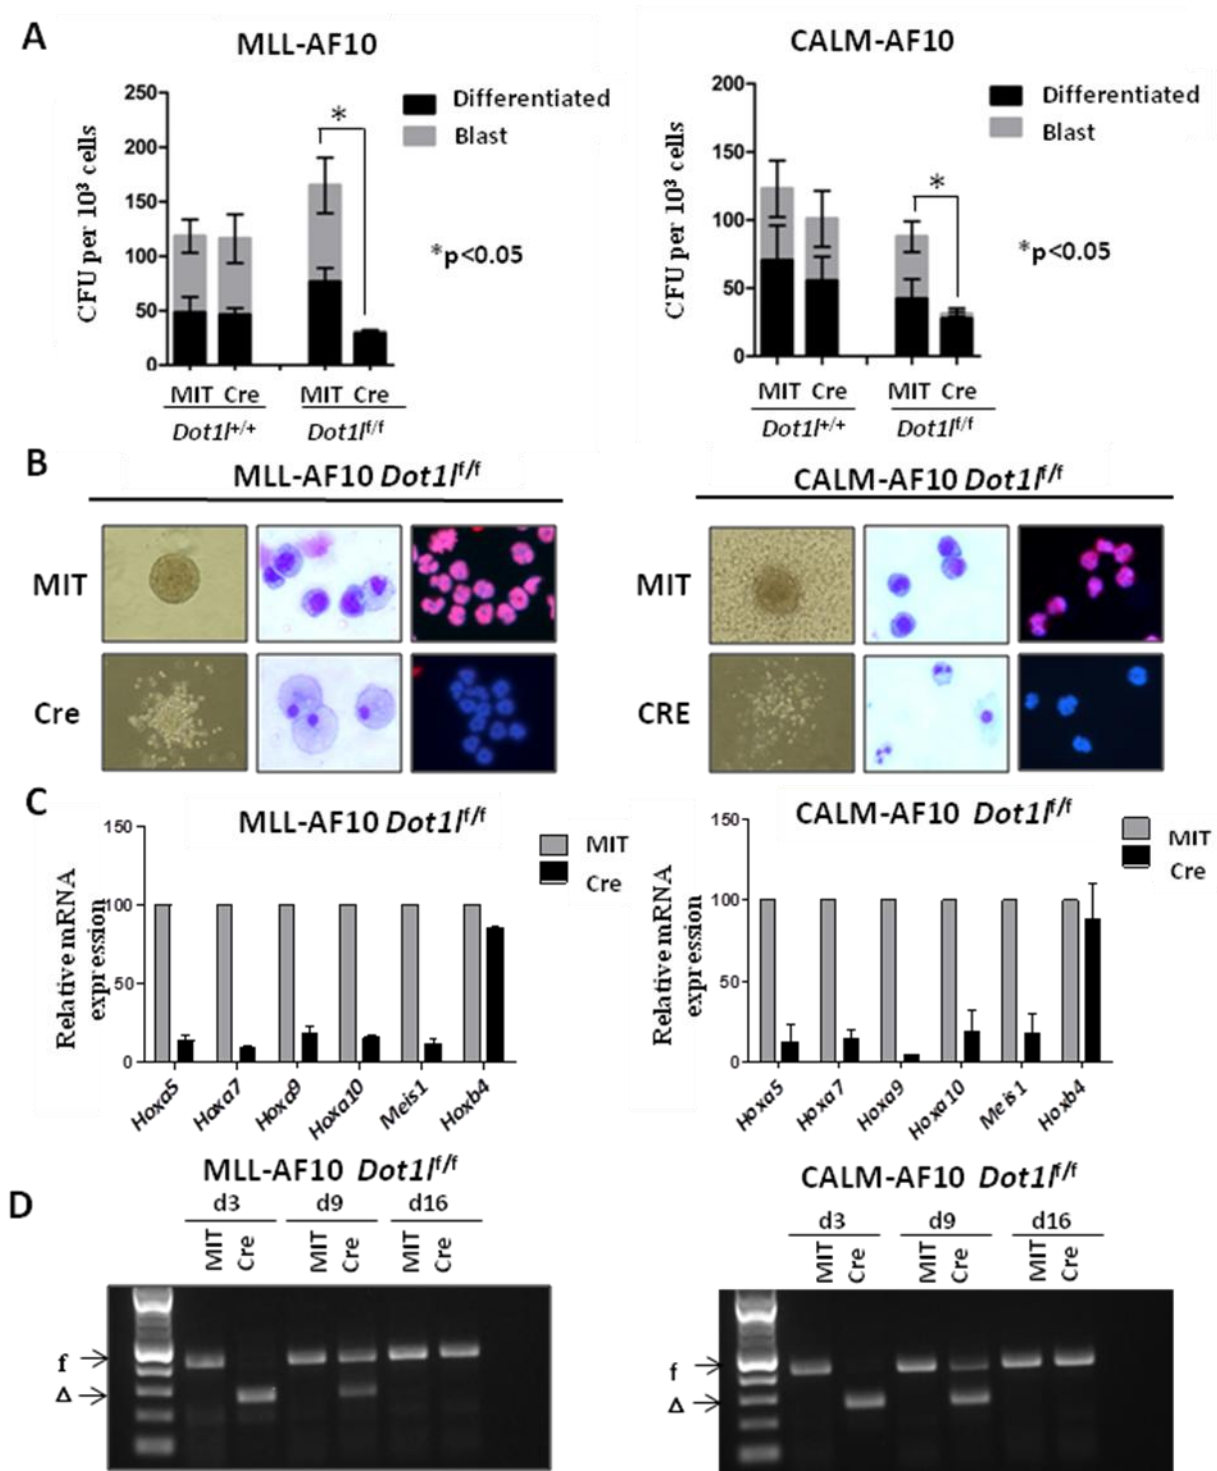 A
MLL-AF10
CALM-AF10
CFU per 10³ cells
250
200
150
100
50
0
*
Differentiated
Blast
*p<0.05
MIT Cre
MIT Cre
Dot1l+/+
Dot1lf/f
CFU per 10³ cells
200
150
100
50
0
*
Differentiated
Blast
*p<0.05
MIT Cre
MIT Cre
Dot1l+/+
Dot1lf/f
B
MLL-AF10 Dot1lf/f
CALM-AF10 Dot1lf/f
MIT
Cre
MIT
CRE
C
MLL-AF10 Dot1lf/f
Relative mRNA
expression
150
100
50
0
MIT
Cre
Hoxa5
Hoxa7
Hoxa9
Hoxa10
Meis1
Hoxb4
CALM-AF10 Dot1lf/f
Relative mRNA
expression
150
100
50
0
MIT
Cre
Hoxa5
Hoxa7
Hoxa9
Hoxa10
Meis1
Hoxb4
D
MLL-AF10 Dot1lf/f
d3
d9
d16
MIT
Cre
MIT
Cre
MIT
Cre
f
Δ
CALM-AF10 Dot1lf/f
d3
d9
d16
MIT
Cre
MIT
Cre
MIT
Cre
f
Δ